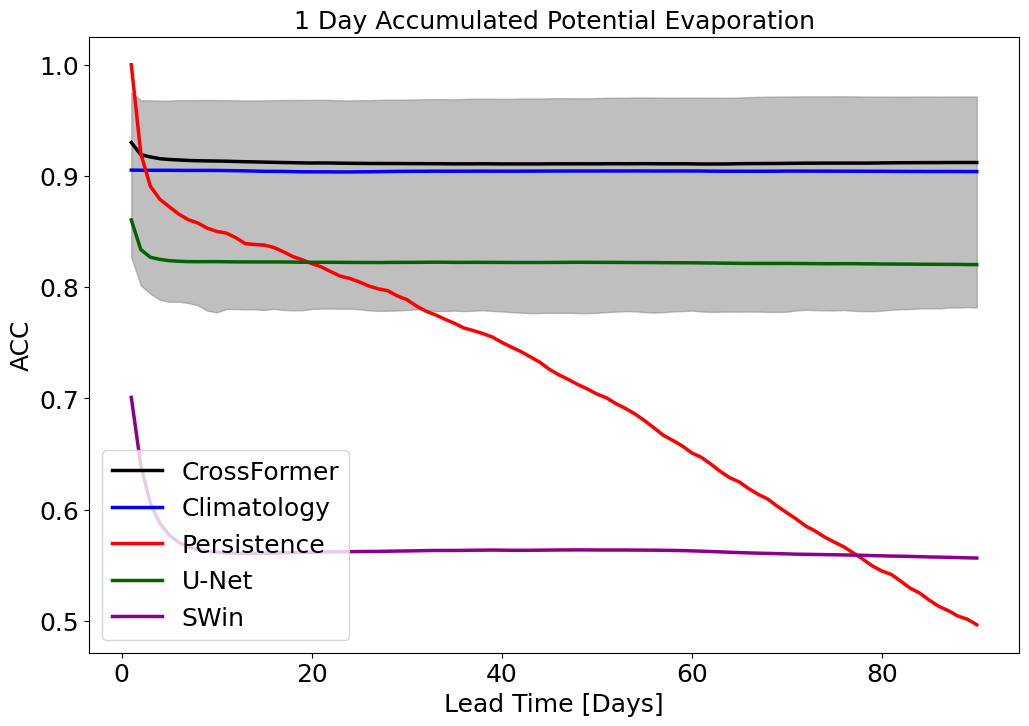 1 Day Accumulated Potential Evaporation
1.0
0.9
0.8
0.7
0.6
0.5
ACC
CrossFormer
Climatology
Persistence
U-Net
SWin
0 20 40 60 80
Lead Time [Days]